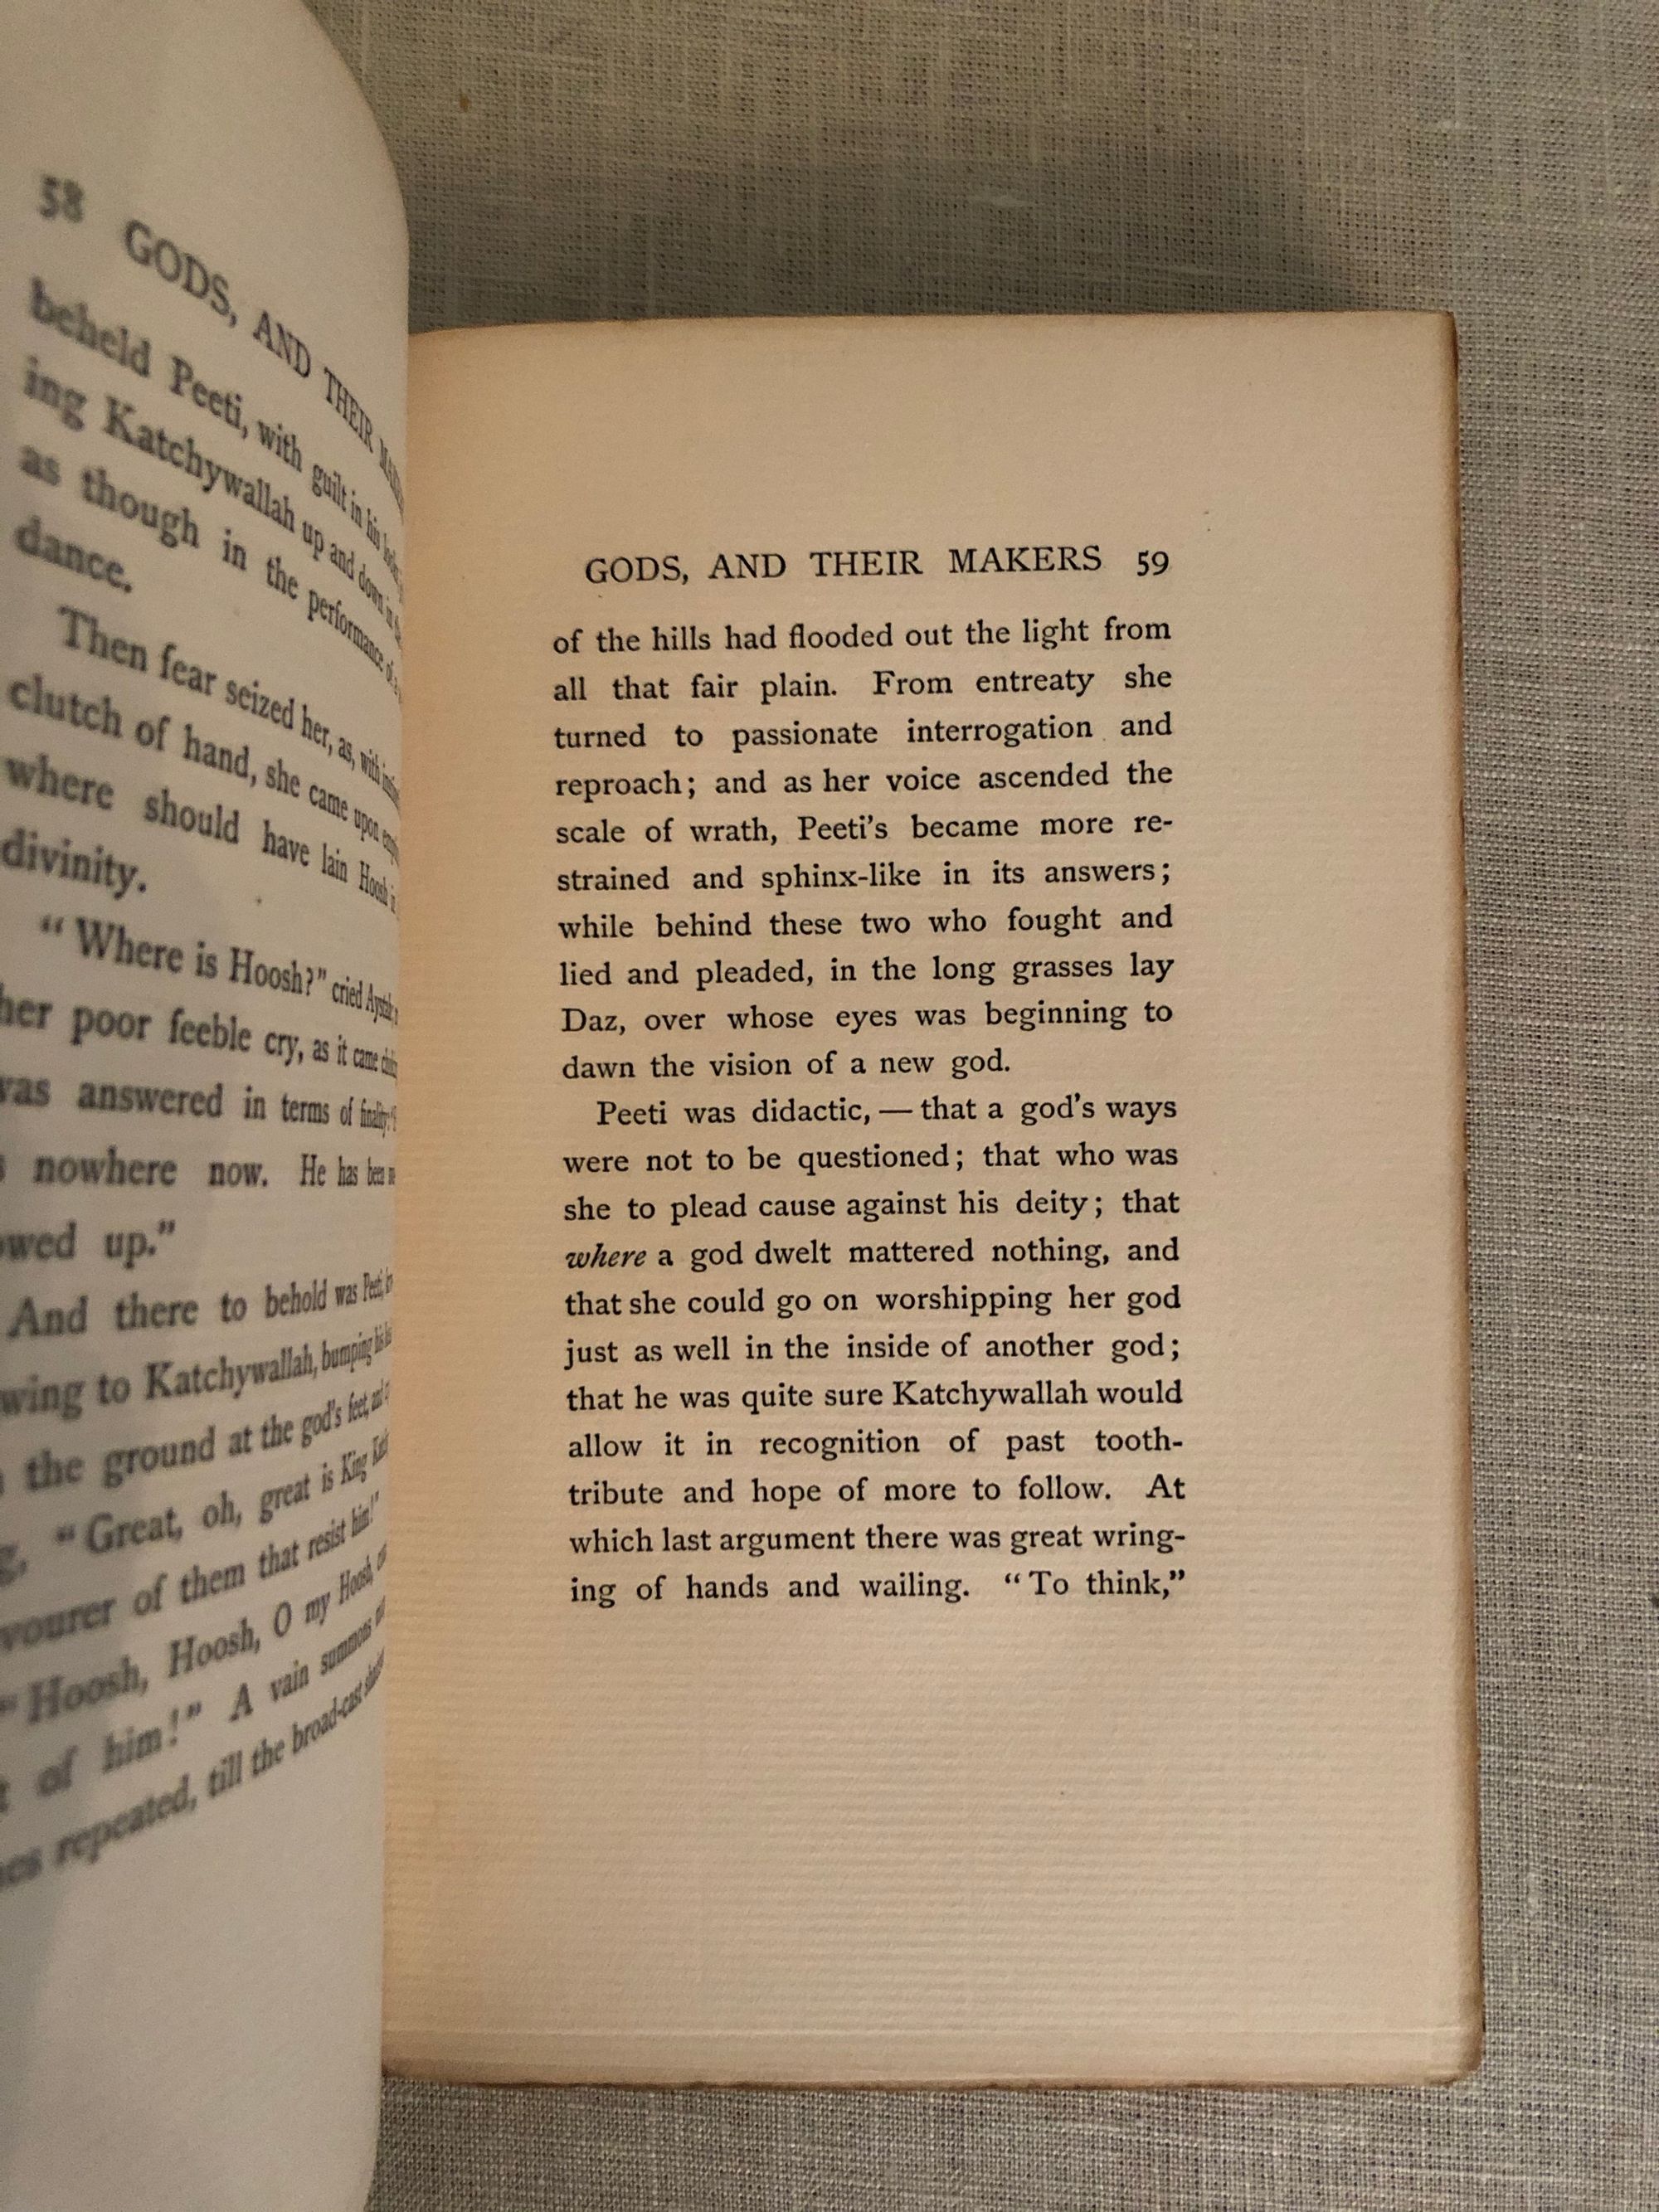 58 GODS, AND THEIR
beheld Peeti, with guilt in his
ing Katchywallah up and down in
as though in the performance of
dance.
Then fear seized her, as, with
clutch of hand, she came upon
where should have lain Hoosh
divinity.
“Where is Hoosh?” cried
her poor feeble cry, as it came
was answered in terms of
nowhere now. He has been
up.”
And there to behold was Peeti,
to Katchywallah, bumping his
the ground at the god's feet, and
“Great, oh, great is King
of them that resist him!”
“Hoosh, Hoosh, O my Hoosh,
of him!” A vain summons
repeated, till the broad-cast
GODS, AND THEIR MAKERS 59
of the hills had flooded out the light from
all that fair plain. From entreaty she
turned to passionate interrogation and
reproach; and as her voice ascended the
scale of wrath, Peeti's became more re-
strained and sphinx-like in its answers;
while behind these two who fought and
lied and pleaded, in the long grasses lay
Daz, over whose eyes was beginning to
dawn the vision of a new god.
Peeti was didactic, — that a god's ways
were not to be questioned; that who was
she to plead cause against his deity; that
where a god dwelt mattered nothing, and
that she could go on worshipping her god
just as well in the inside of another god;
that he was quite sure Katchywallah would
allow it in recognition of past tooth-
tribute and hope of more to follow. At
which last argument there was great wring-
ing of hands and wailing. “To think,”